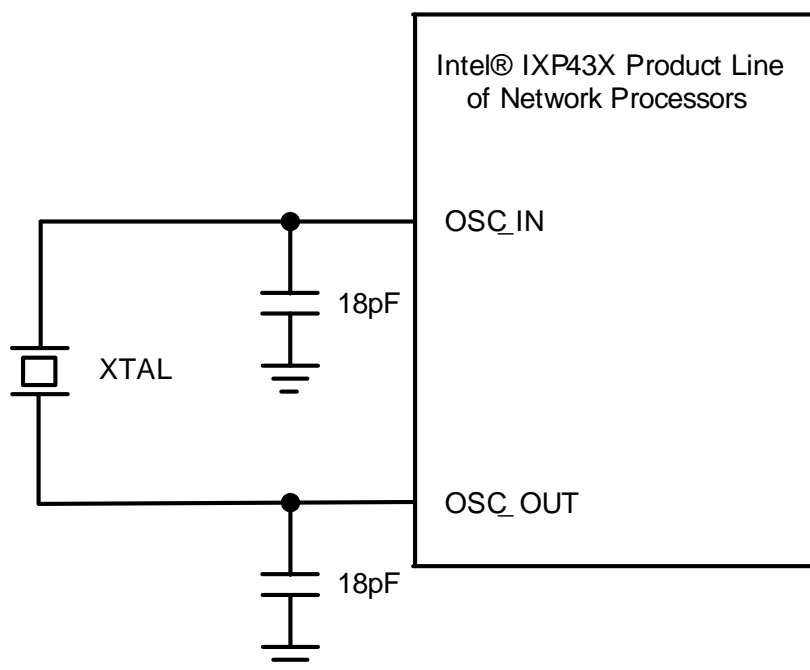 Intel® IXP43X Product Line
of Network Processors
OSC_IN
18pF
XTAL
OSC_OUT
18pF